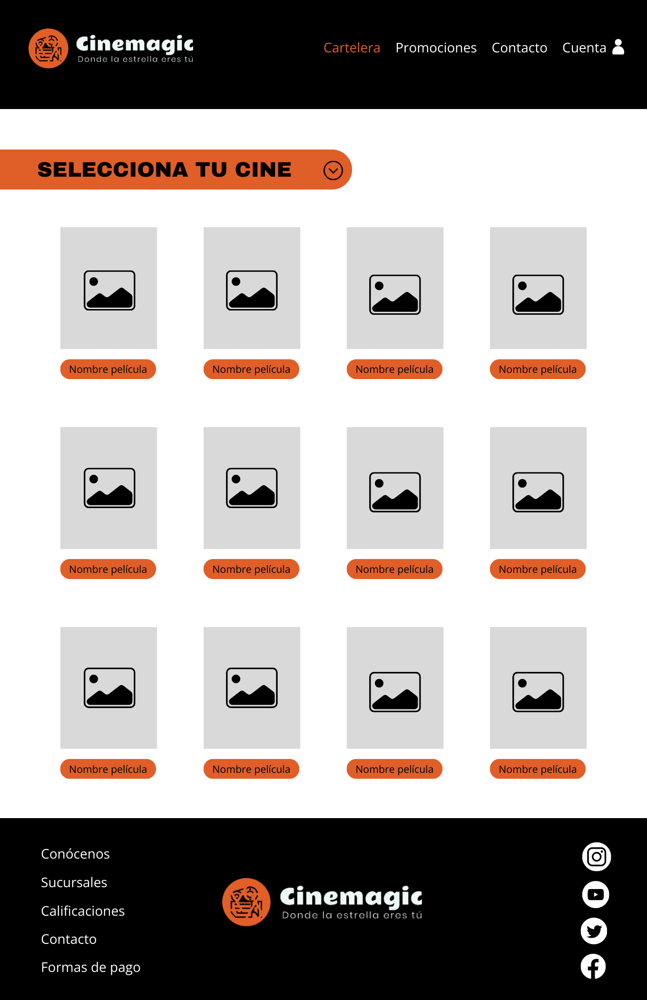 Cinemagic
Donde la estrella eres tú
Cartelera Promociones Contacto Cuenta
SELECCIONA TU CINE
Nombre película Nombre película Nombre película Nombre película
Nombre película Nombre película Nombre película Nombre película
Nombre película Nombre película Nombre película Nombre película
Conócenos
Sucursales
Calificaciones
Contacto
Formas de pago
Cinemagic
Donde la estrella eres tú